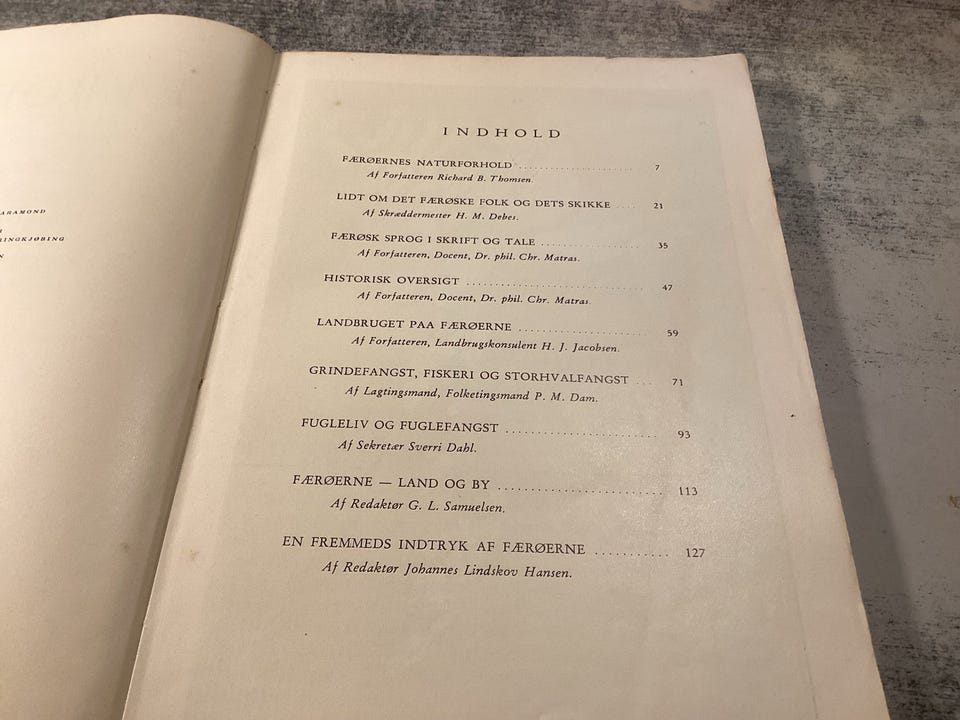 ARAMOND
RINGKJØBING
N
INDHOLD
FÆRØERNES NATURFORHOLD .................... 7
Af Forfatteren Richard B. Thomsen.
LIDT OM DET FÆRØSKE FOLK OG DETS SKIKKE .... 21
Af Skræddermester H. M. Debes.
FÆRØSK SPROG I SKRIFT OG TALE ................. 35
Af Forfatteren, Docent, Dr. phil. Chr. Matras.
HISTORISK OVERSIGT ............................ 47
Af Forfatteren, Docent, Dr. phil. Chr. Matras.
LANDBRUGET PAA FÆRØERNE ..................... 59
Af Forfatteren, Landbrugskonsulent H. J. Jacobsen.
GRINDEFANGST, FISKERI OG STORHVALFANGST ... 71
Af Lagtingsmand, Folketingsmand P. M. Dam.
FUGLELIV OG FUGLEFANGST ....................... 93
Af Sekretær Sverri Dahl.
FÆRØERNE — LAND OG BY ........................ 113
Af Redaktør G. L. Samuelsen.
EN FREMMEDS INDTRYK AF FÆRØERNE ........... 127
Af Redaktør Johannes Lindskov Hansen.